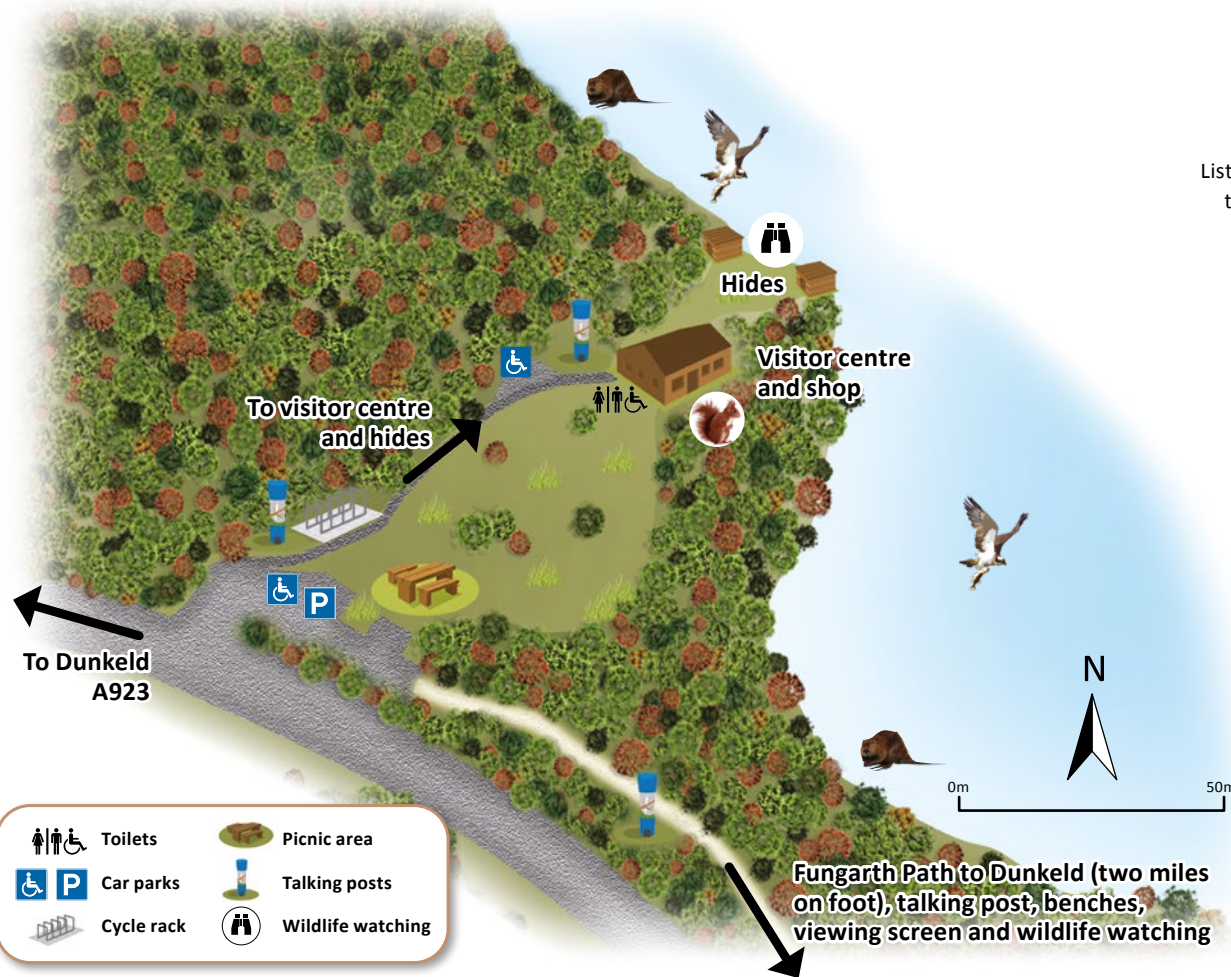 List
t
Hides
Visitor centre
and shop
To visitor centre
and hides
P
To Dunkeld
A923
N
0m
50m
Fungarth Path to Dunkeld (two miles
on foot), talking post, benches,
viewing screen and wildlife watching
Toilets
Picnic area
P
Car parks
Talking posts
Cycle rack
Wildlife watching